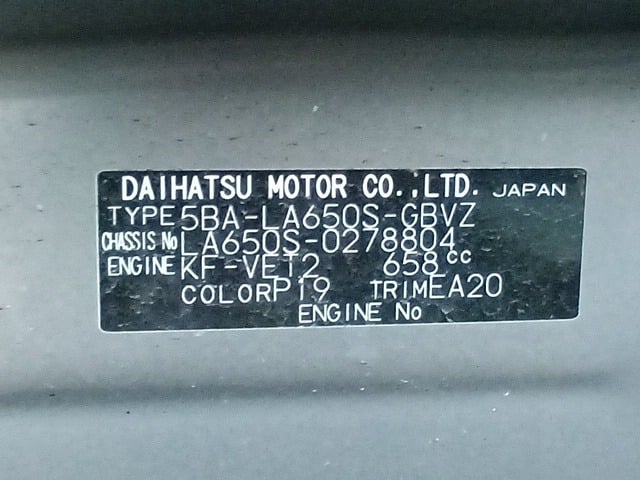 DAIHATSU MOTOR CO.,LTD. JAPAN
TYPE 5BA-LA650S-GBVZ
CHASSIS No LA650S-0278804
ENGINE KF-VET2 658cc
COLOR P19 TRIM EA20
ENGINE No